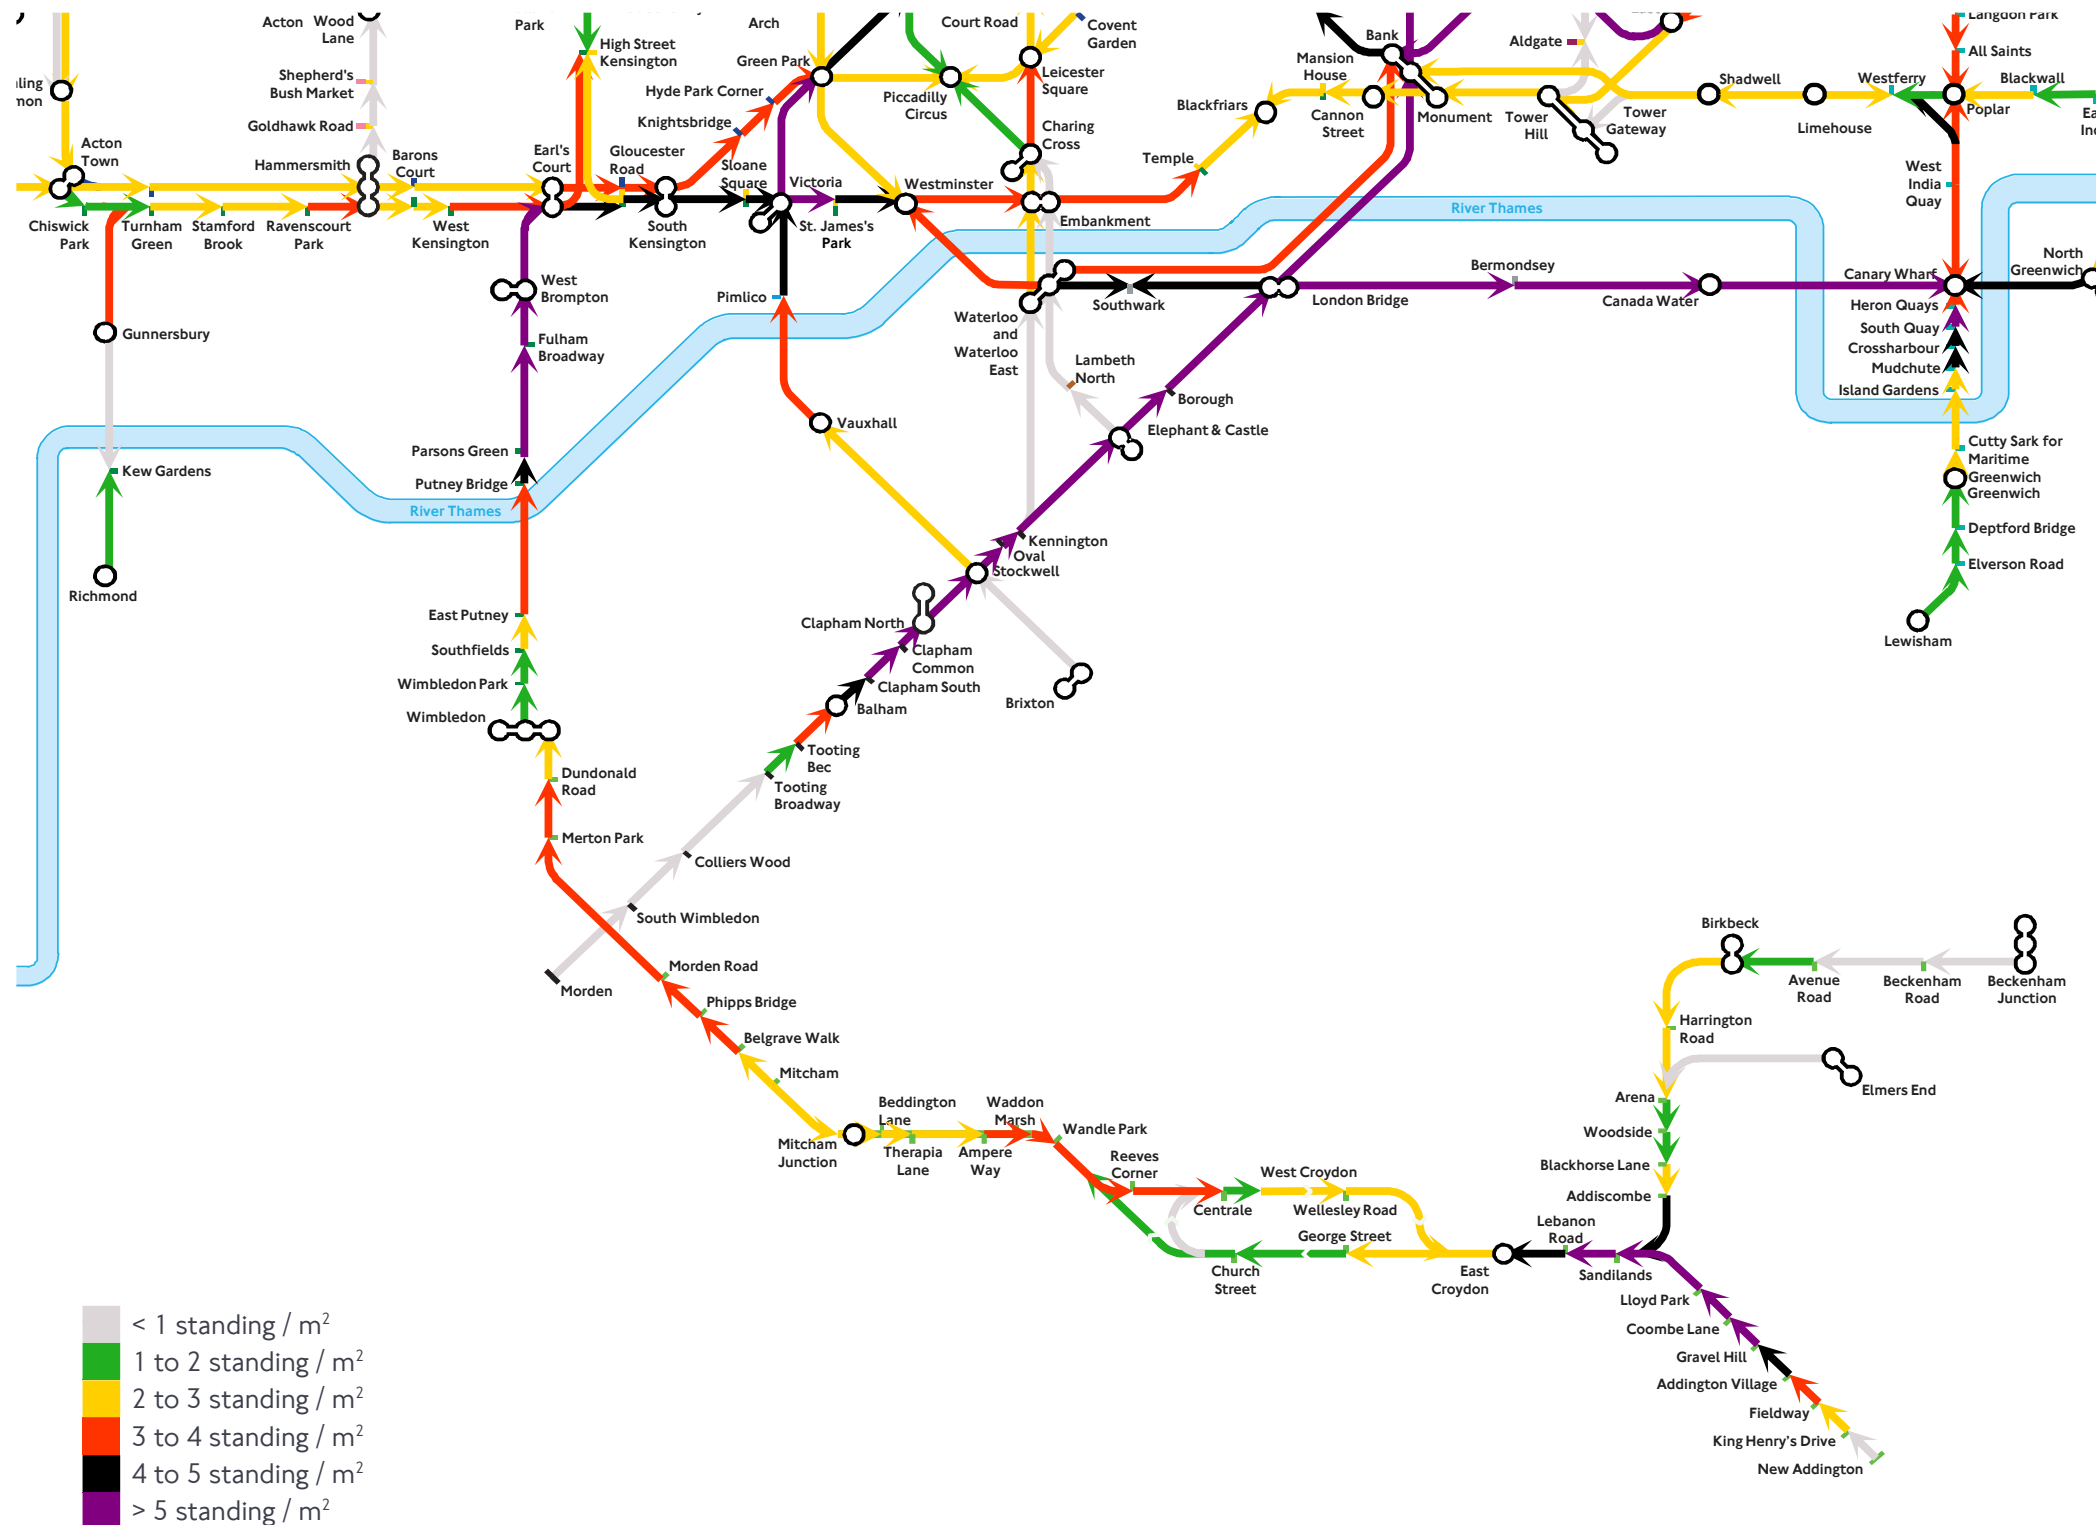 Park
Arch
Court Road
Covent
Garden
Langdon Park
Acton
Wood
Lane
High Street
Kensington
Green Park
Leicester
Square
Bank
Mansion
House
Aldgate
All Saints
Shepherd's
Bush Market
Hyde Park Corner
Piccadilly
Circus
Blackfriars
Shadwell
Westferry
Blackwall
Goldhawk Road
Knightsbridge
Charing
Cross
Cannon
Street
Monument
Tower
Hill
Tower
Gateway
Limehouse
Poplar
Acton
Town
Hammersmith
Barons
Court
Earl's
Court
Gloucester
Road
Sloane
Square
Victoria
Westminster
Temple
West
India
Quay
Chiswick
Park
Turnham
Green
Stamford
Brook
Ravenscourt
Park
West
Kensington
South
Kensington
St. James's
Park
Embankment
River Thames
Gunnersbury
West
Brompton
Pimlico
Waterloo
and
Waterloo
East
Southwark
London Bridge
Bermondsey
Canada Water
Canary Wharf
North
Greenwich
Heron Quays
South Quay
Crossharbour
Mudchute
Island Gardens
Fulham
Broadway
Lambeth
North
Borough
Elephant & Castle
Vauxhall
Parsons Green
Putney Bridge
River Thames
Kew Gardens
Richmond
Cutty Sark for
Maritime
Greenwich
Greenwich
Deptford Bridge
Elverson Road
Lewisham
Kennington
Oval
Stockwell
East Putney
Southfields
Wimbledon Park
Wimbledon
Clapham North
Clapham
Common
Clapham South
Balham
Brixton
Tooting
Bec
Tooting
Broadway
Dundonald
Road
Merton Park
Colliers Wood
South Wimbledon
Morden
Morden Road
Phipps Bridge
Belgrave Walk
Mitcham
Mitcham
Junction
Beddington
Lane
Therapia
Lane
Waddon
Marsh
Ampere
Way
Wandle Park
Reeves
Corner
Centrale
West Croydon
Wellesley Road
George Street
Church
Street
East
Croydon
Lebanon
Road
Sandilands
Birkbeck
Avenue
Road
Beckenham
Road
Beckenham
Junction
Harrington
Road
Elmers End
Arena
Woodside
Blackhorse Lane
Addiscombe
Lloyd Park
Coombe Lane
Gravel Hill
Addington Village
Fieldway
King Henry's Drive
New Addington
< 1 standing / m²
1 to 2 standing / m²
2 to 3 standing / m²
3 to 4 standing / m²
4 to 5 standing / m²
> 5 standing / m²